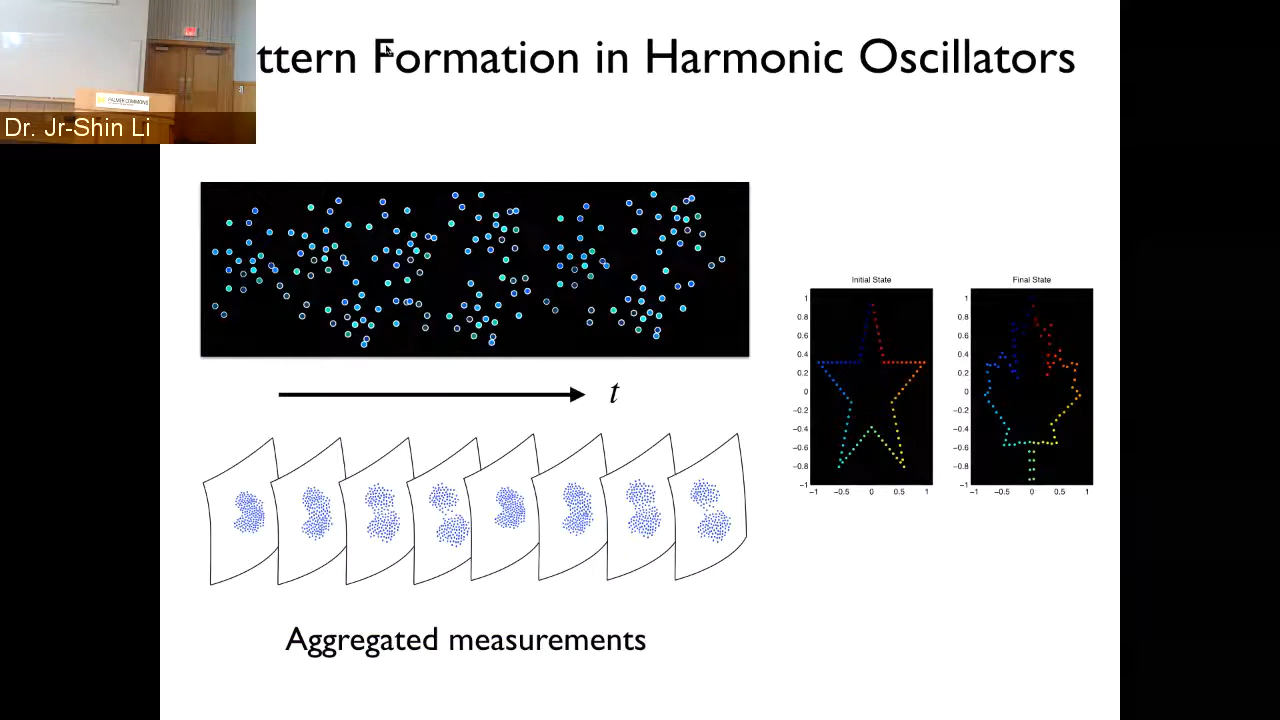 ttern Formation in Harmonic Oscillators
PALMER COMMONS
Dr. Jr-Shin Li
t
Aggregated measurements
Initial State
1
0.8
0.6
0.4
0.2
0
−0.2
−0.4
−0.6
−0.8
−1
−1 −0.5 0 0.5 1
Final State
1
0.8
0.6
0.4
0.2
0
−0.2
−0.4
−0.6
−0.8
−1
−1 −0.5 0 0.5 1